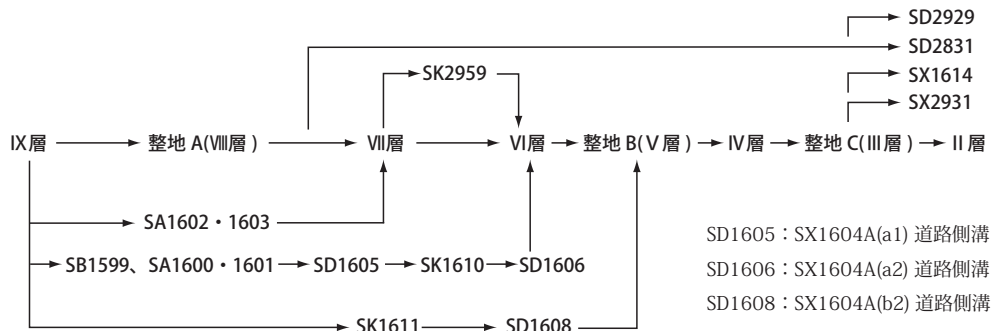 SD2929
SD2831
SK2959
SX1614
SX2931
Ⅸ層 整地 A(Ⅷ層 ) Ⅶ層 Ⅵ層 整地 B(Ⅴ層 ) Ⅳ層 整地 C(Ⅲ層 ) Ⅱ層
SA1602・1603
SD1605：SX1604A(a1) 道路側溝
SB1599、SA1600・1601 SD1605 SK1610 SD1606
SD1606：SX1604A(a2) 道路側溝
SD1608：SX1604A(b2) 道路側溝
SK1611 SD1608